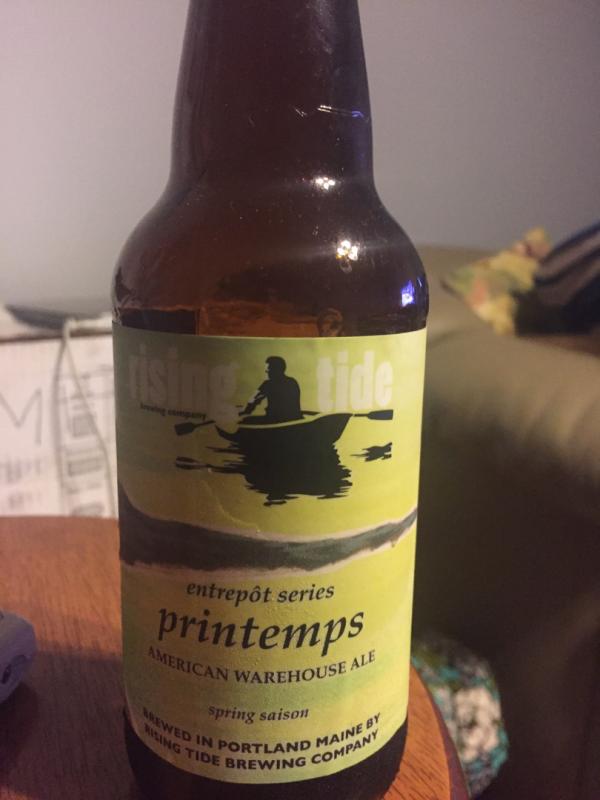 rising tide
brewing company
entrepôt series
printemps
AMERICAN WAREHOUSE ALE
spring saison
BREWED IN PORTLAND MAINE BY
RISING TIDE BREWING COMPANY